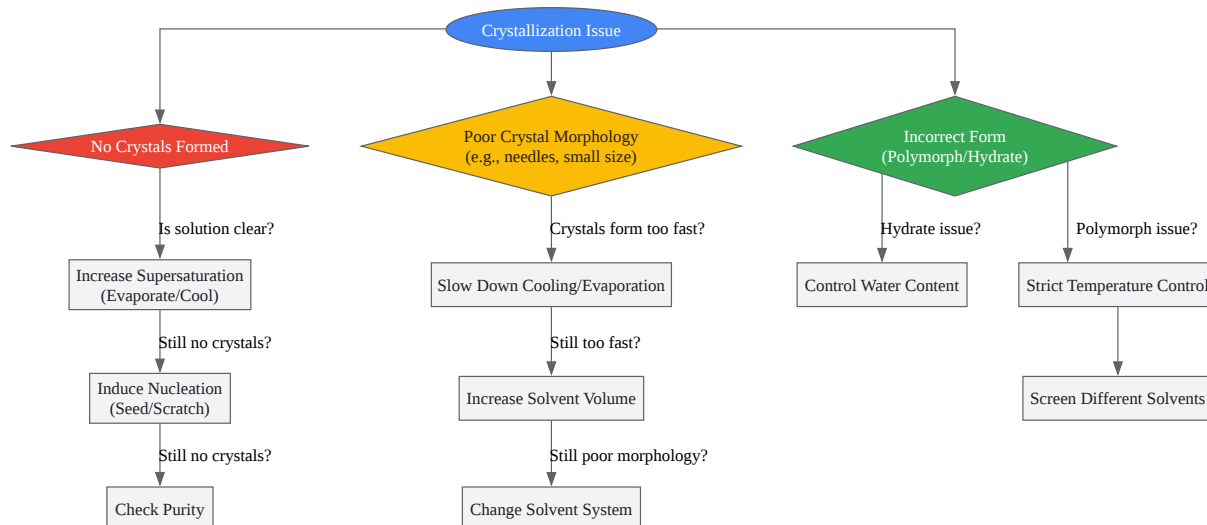 Crystallization Issue
No Crystals Formed
Poor Crystal Morphology
(e.g., needles, small size)
Incorrect Form
(Polymorph/Hydrate)
Is solution clear?
Crystals form too fast?
Hydrate issue?
Polymorph issue?
Increase Supersaturation
(Evaporate/Cool)
Slow Down Cooling/Evaporation
Control Water Content
Strict Temperature Control
Still no crystals?
Still too fast?
Induce Nucleation
(Seed/Scratch)
Increase Solvent Volume
Screen Different Solvents
Still no crystals?
Still poor morphology?
Check Purity
Change Solvent System